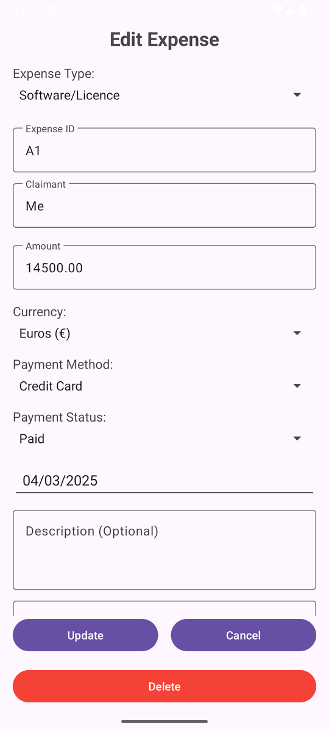 Edit Expense
Expense Type:
Software/Licence
Expense ID
A1
Claimant
Me
Amount
14500.00
Currency:
Euros (€)
Payment Method:
Credit Card
Payment Status:
Paid
04/03/2025
Description (Optional)
Update
Cancel
Delete